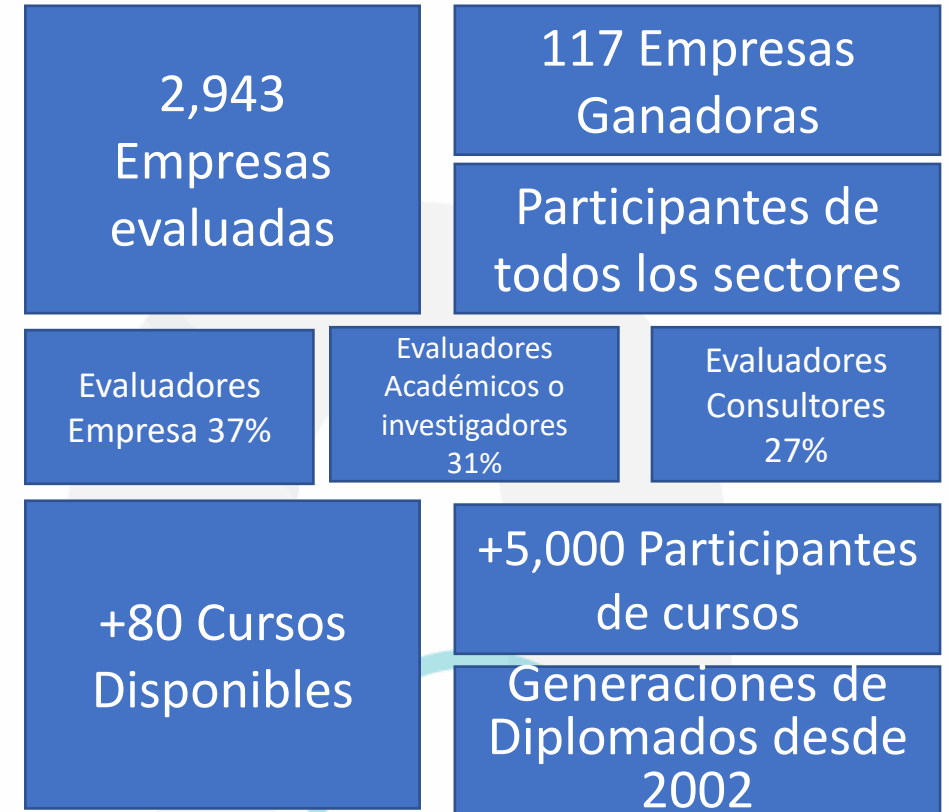 2,943
Empresas
evaluadas
117 Empresas
Ganadoras
Participantes de
todos los sectores
Evaluadores
Empresa 37%
Evaluadores
Académicos o
investigadores
31%
Evaluadores
Consultores
27%
+80 Cursos
Disponibles
+5,000 Participantes
de cursos
Generaciones de
Diplomados desde
2002